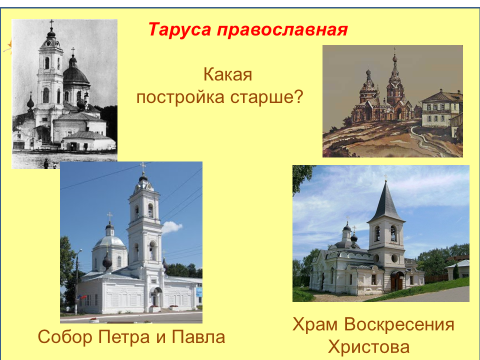 Таруса православная
Какая
постройка старше?
Собор Петра и Павла
Храм Воскресения
Христова